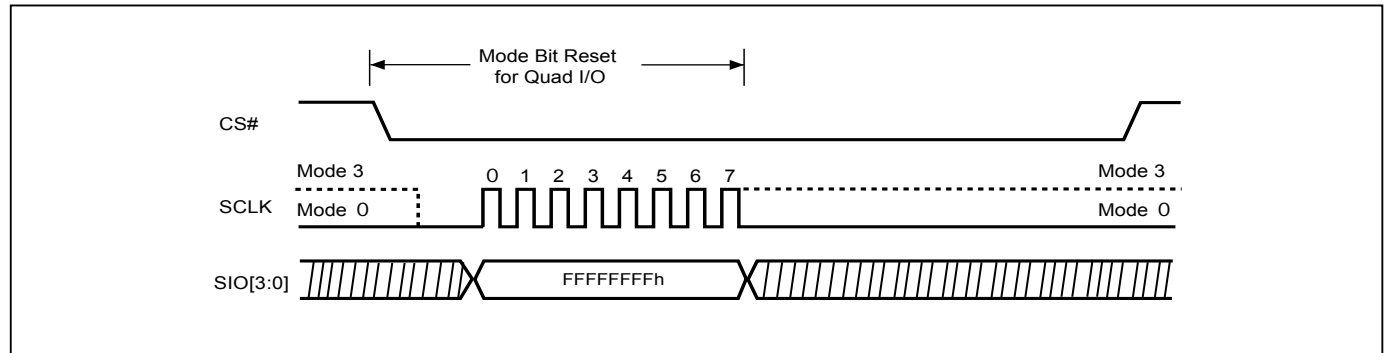 Mode Bit Reset
for Quad I/O
CS#
Mode 3
0 1 2 3 4 5 6 7
Mode 3
SCLK
Mode 0
Mode 0
SIO[3:0]
FFFFFFFFh